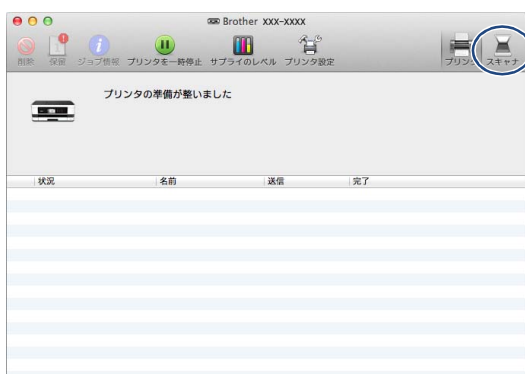 Brother XXX-XXXX
削除 保留 ジョブ情報 プリンタを一時停止 サプライのレベル プリンタ設定 プリンタ スキャナ
プリンタの準備が整いました
状況 名前 送信 完了